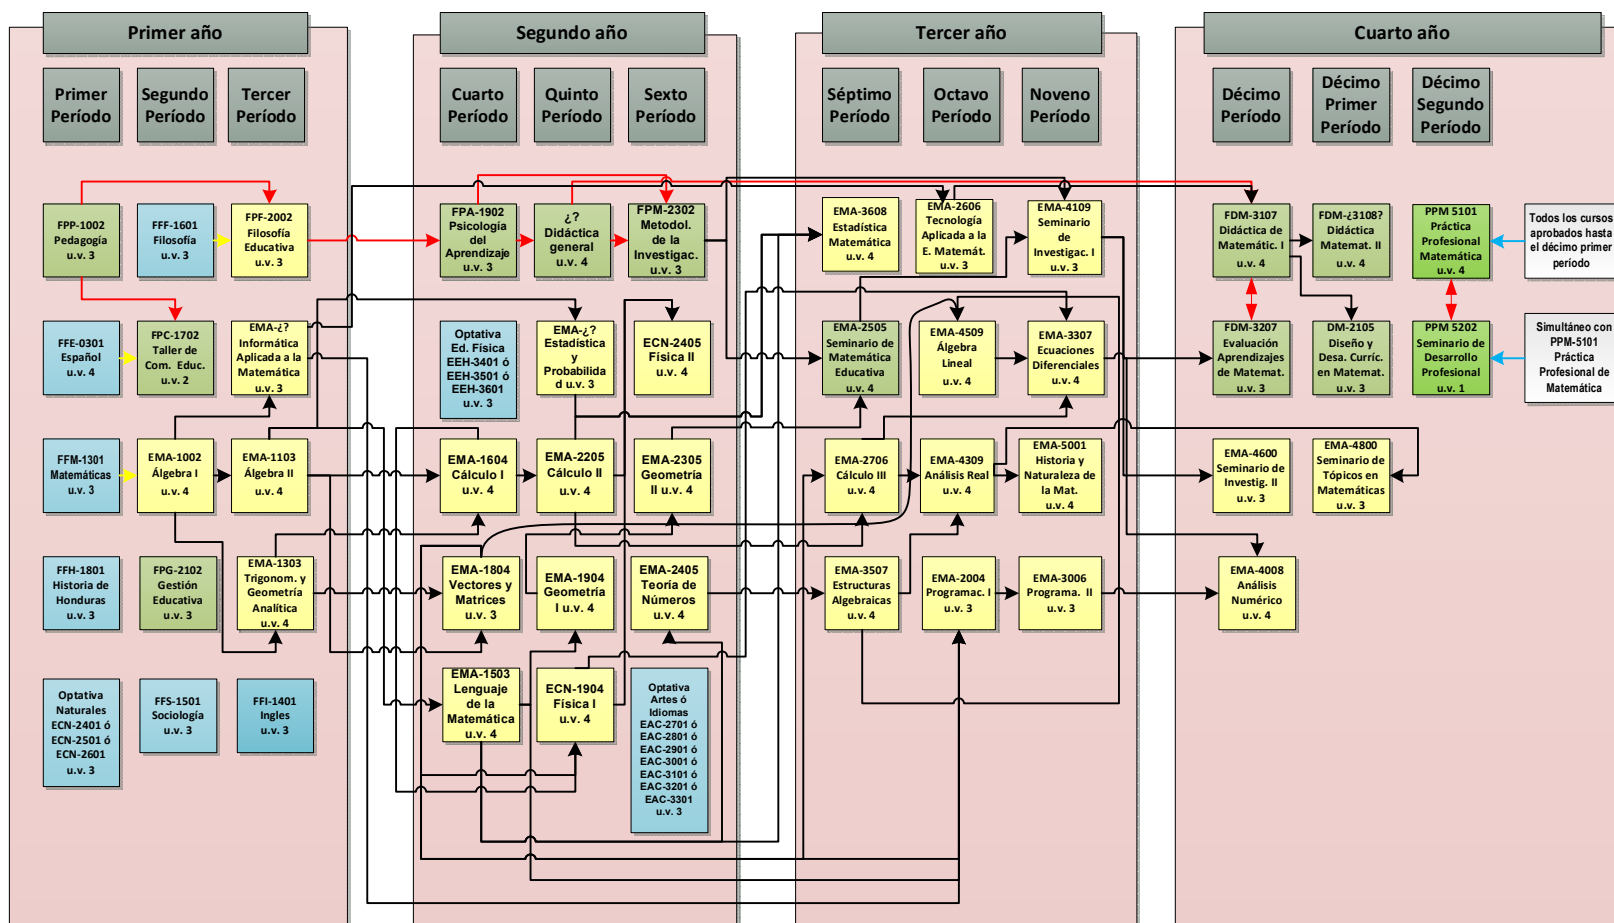 Primer año
Segundo año
Tercer año
Cuarto año
Primer
Período
Segundo
Período
Tercer
Período
Cuarto
Período
Quinto
Período
Sexto
Período
Séptimo
Período
Octavo
Período
Noveno
Período
Décimo
Período
Décimo
Primer
Período
Décimo
Segundo
Período
FPP-1002
Pedagogía
u.v. 3
FFF-1601
Filosofía
u.v. 3
FPF-2002
Filosofía
Educativa
u.v. 3
FPA-1902
Psicología
del
Aprendizaje
u.v. 3
¿?
Didáctica
general
u.v. 4
FPM-2302
Metodol.
de la
Investigac.
u.v. 3
EMA-3608
Estadística
Matemática
u.v. 4
EMA-2606
Tecnología
Aplicada a la
E. Matemát.
u.v. 3
EMA-4109
Seminario
de
Investigac. I
u.v. 3
FDM-3107
Didáctica de
Matemátic. I
u.v. 4
FDM-¿3108?
Didáctica
Matemat. II
u.v. 4
PPM 5101
Práctica
Profesional
Matemática
u.v. 4
Todos los cursos
aprobados hasta
el décimo primer
período
FFE-0301
Español
u.v. 4
FPC-1702
Taller de
Com. Educ.
u.v. 2
EMA-¿?
Informática
Aplicada a la
Matemática
u.v. 3
Optativa
Ed. Física
EEH-3401 ó
EEH-3501 ó
EEH-3601
u.v. 3
EMA-¿?
Estadística
y
Probabilida
d u.v. 3
ECN-2405
Física II
u.v. 4
EMA-2505
Seminario de
Matemática
Educativa
u.v. 4
EMA-4509
Álgebra
Lineal
u.v. 4
EMA-3307
Ecuaciones
Diferenciales
u.v. 4
FDM-3207
Evaluación
Aprendizajes
de Matemat.
u.v. 3
DM-2105
Diseño y
Desa. Curríc.
en Matemat.
u.v. 3
PPM 5202
Seminario de
Desarrollo
Profesional
u.v. 1
Simultáneo con
PPM-5101
Práctica
Profesional de
Matemática
FFM-1301
Matemáticas
u.v. 3
EMA-1002
Álgebra I
u.v. 4
EMA-1103
Álgebra II
u.v. 4
EMA-1604
Cálculo I
u.v. 4
EMA-2205
Cálculo II
u.v. 4
EMA-2305
Geometría
II u.v. 4
EMA-2706
Cálculo III
u.v. 4
EMA-4309
Análisis Real
u.v. 4
EMA-5001
Historia y
Naturaleza de
la Mat.
u.v. 4
EMA-4600
Seminario de
Investig. II
u.v. 3
EMA-4800
Seminario de
Tópicos en
Matemáticas
u.v. 3
FFH-1801
Historia de
Honduras
u.v. 3
FPG-2102
Gestión
Educativa
u.v. 3
EMA-1303
Trigonom. y
Geometría
Analítica
u.v. 4
EMA-1804
Vectores y
Matrices
u.v. 3
EMA-1904
Geometría
I u.v. 4
EMA-2405
Teoría de
Números
u.v. 4
EMA-3507
Estructuras
Algebraicas
u.v. 4
EMA-2004
Programac. I
u.v. 3
EMA-3006
Programa. II
u.v. 3
EMA-4008
Análisis
Numérico
u.v. 4
Optativa
Naturales
ECN-2401 ó
ECN-2501 ó
ECN-2601
u.v. 3
FFS-1501
Sociología
u.v. 3
FFI-1401
Ingles
u.v. 3
EMA-1503
Lenguaje
de la
Matemática
u.v. 4
ECN-1904
Física I
u.v. 4
Optativa
Artes ó
Idiomas
EAC-2701 ó
EAC-2801 ó
EAC-2901 ó
EAC-3001 ó
EAC-3101 ó
EAC-3201 ó
EAC-3301
u.v. 3